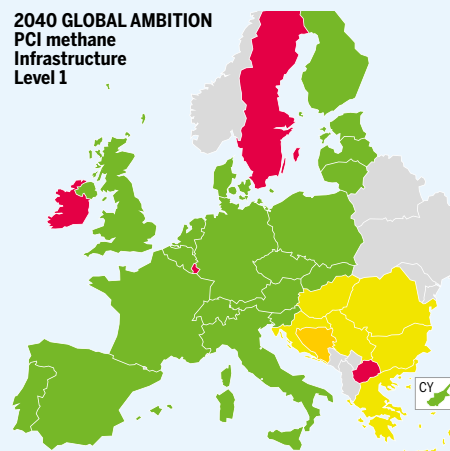 2040 GLOBAL AMBITION
PCI methane
Infrastructure
Level 1
CY